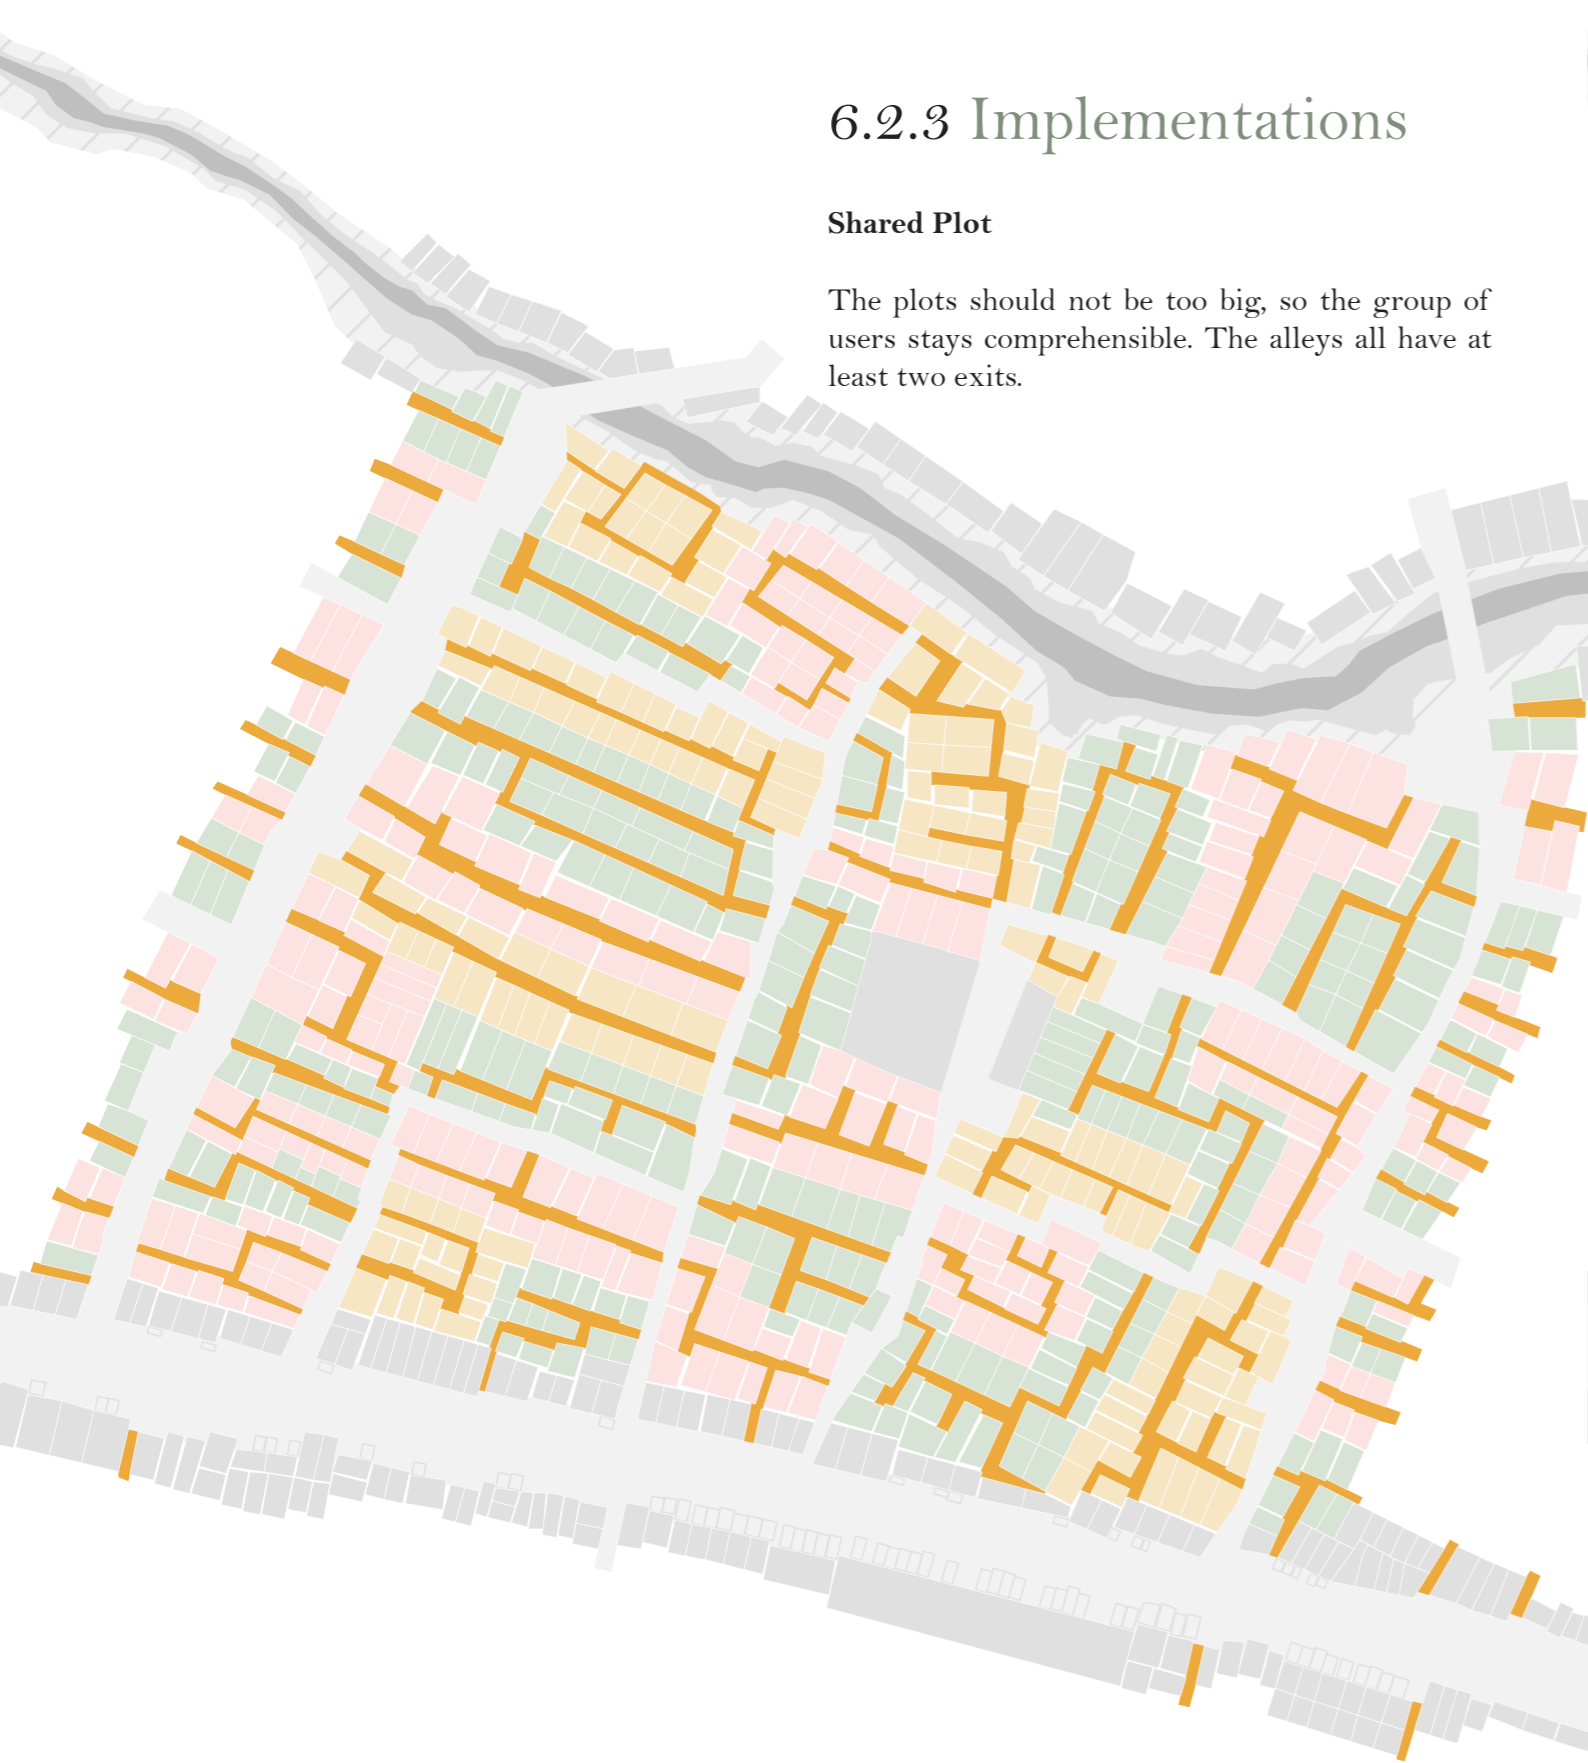 6.2.3 Implementations
Shared Plot
The plots should not be too big, so the group of
users stays comprehensible. The alleys all have at
least two exits.